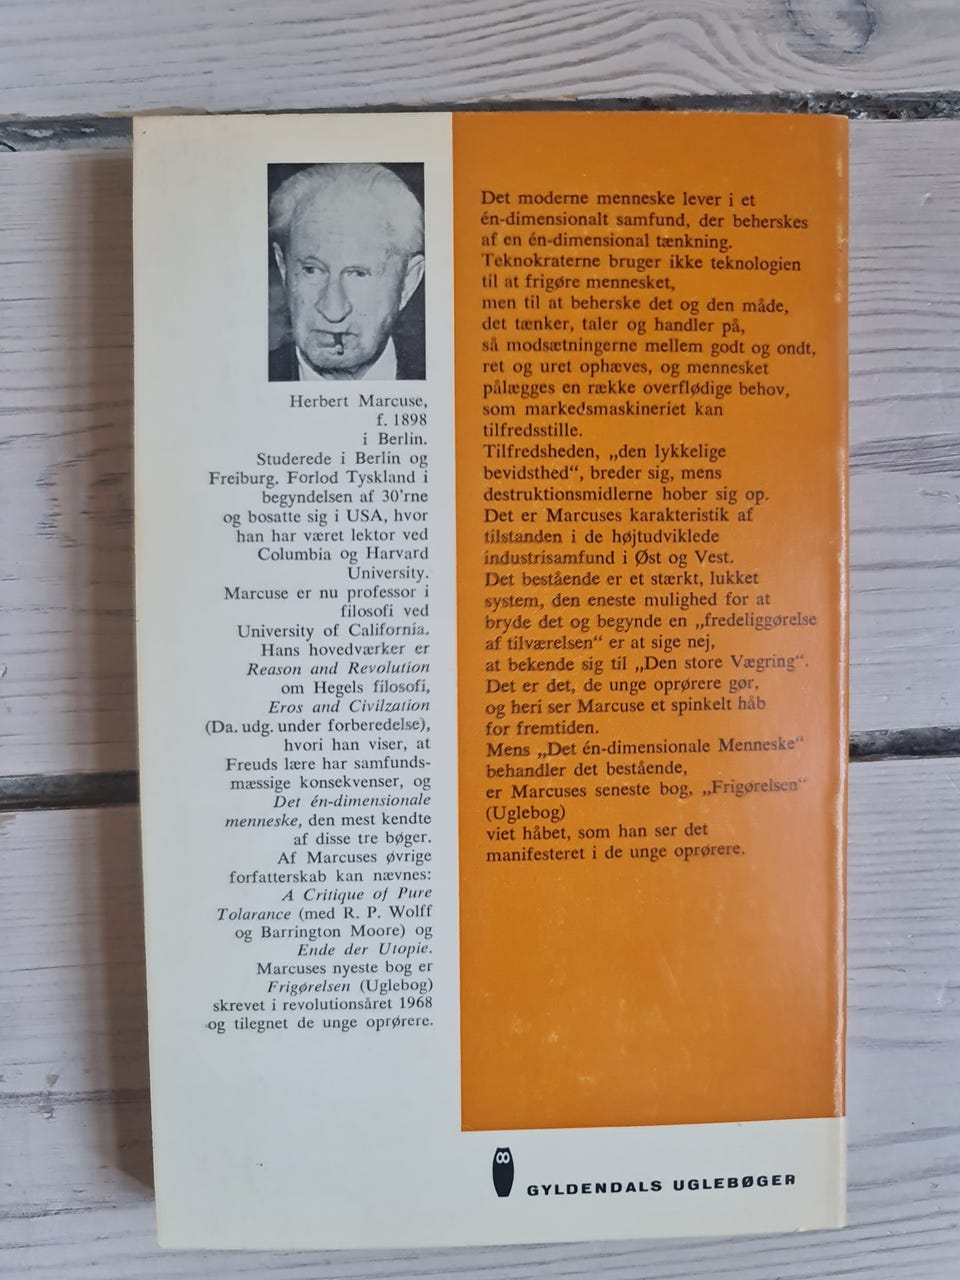 Herbert Marcuse,
f. 1898
i Berlin.
Studerede i Berlin og
Freiburg. Forlod Tyskland i
begyndelsen af 30'rne
og bosatte sig i USA, hvor
han har været lektor ved
Columbia og Harvard
University.
Marcuse er nu professor i
filosofi ved
University of California.
Hans hovedværker er
Reason and Revolution
om Hegels filosofi,
Eros and Civilzation
(Da. udg. under forberedelse),
hvori han viser, at
Freuds lære har samfunds-
mæssige konsekvenser, og
Det én-dimensionale
menneske, den mest kendte
af disse tre bøger.
Af Marcuses øvrige
forfatterskab kan nævnes:
A Critique of Pure
Tolarance (med R. P. Wolff
og Barrington Moore) og
Ende der Utopie.
Marcuses nyeste bog er
Frigørelsen (Uglebog)
skrevet i revolutionsåret 1968
og tilegnet de unge oprørere.
Det moderne menneske lever i et
én-dimensionalt samfund, der beherskes
af en én-dimensional tænkning.
Teknokraterne bruger ikke teknologien
til at frigøre mennesket,
men til at beherske det og den måde,
det tænker, taler og handler på,
så modsætningerne mellem godt og ondt,
ret og uret ophæves, og mennesket
pålægges en række overflødige behov,
som markedsmaskineriet kan
tilfredsstille.
Tilfredsheden, „den lykkelige
bevidsthed“, breder sig, mens
destruktionsmidlerne hober sig op.
Det er Marcuses karakteristik af
tilstanden i de højtudviklede
industrisamfund i Øst og Vest.
Det bestående er et stærkt, lukket
system, den eneste mulighed for at
bryde det og begynde en „fredeliggørelse
af tilværelsen“ er at sige nej,
at bekende sig til „Den store Vægring“.
Det er det, de unge oprørere gør,
og heri ser Marcuse et spinkelt håb
for fremtiden.
Mens „Det én-dimensionale Menneske“
behandler det bestående,
er Marcuses seneste bog, „Frigørelsen“
(Uglebog)
viet håbet, som han ser det
manifesteret i de unge oprørere.
GYLDENDALS UGLEBØGER